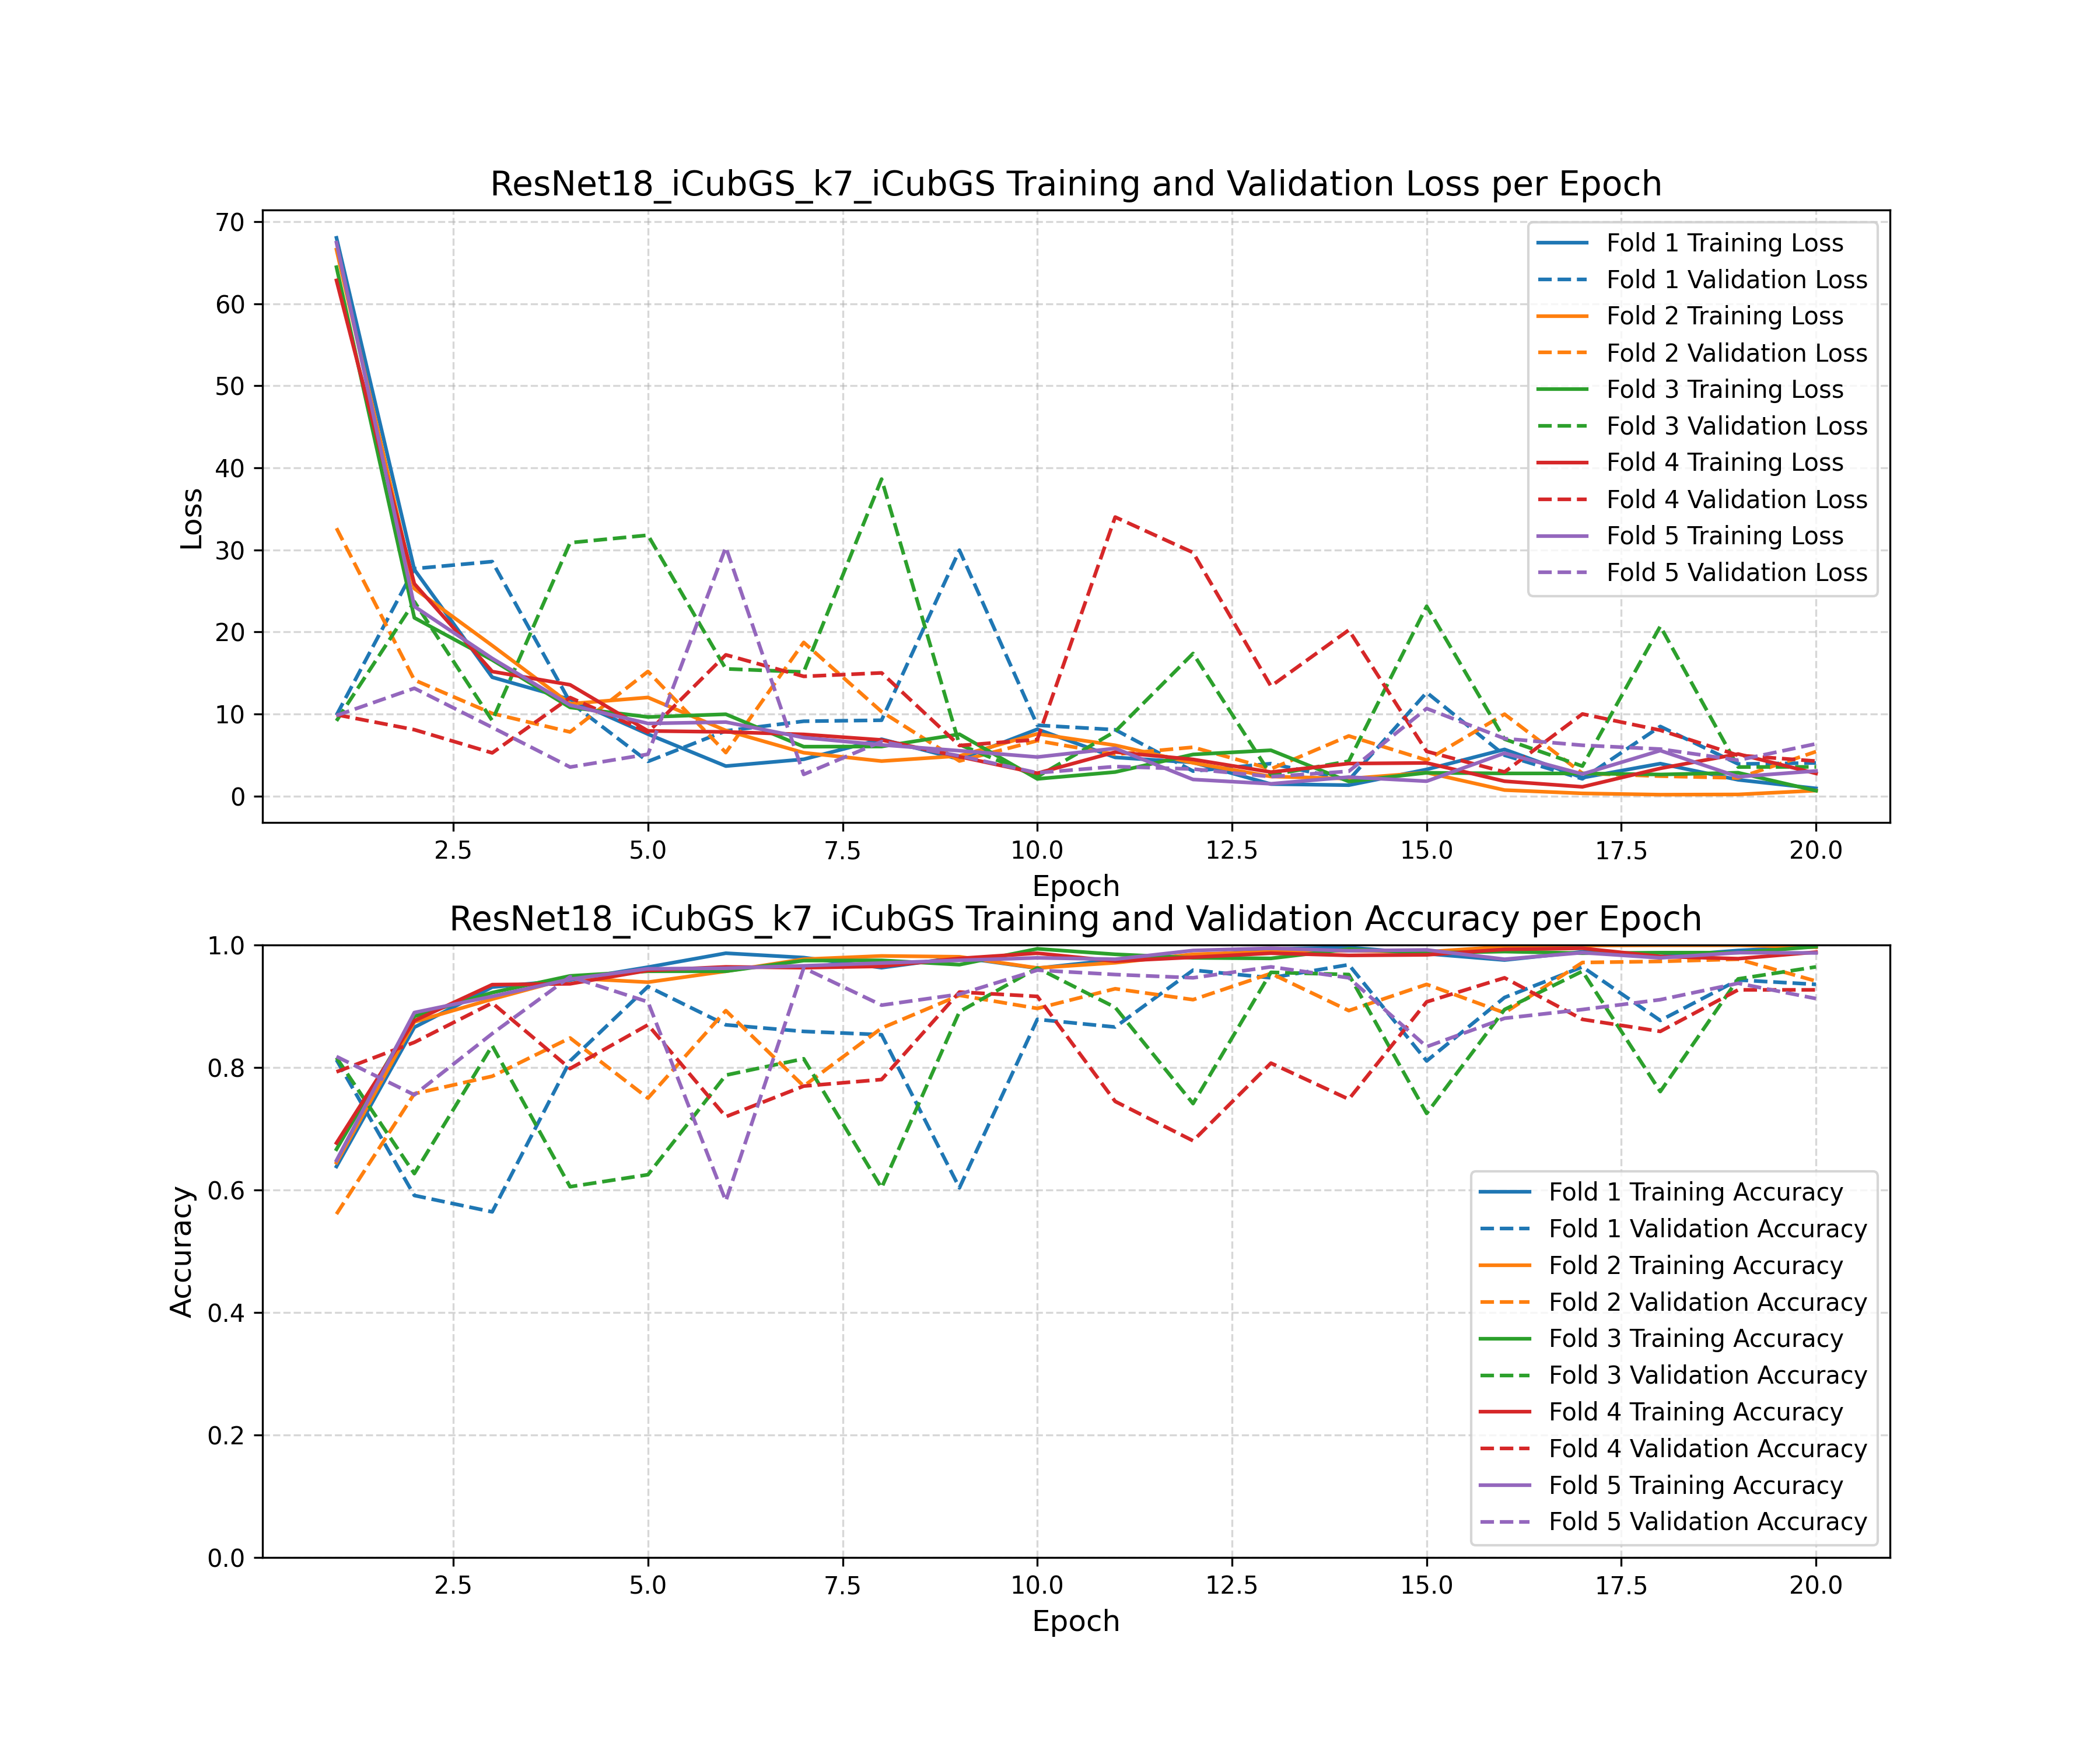 ResNet18_iCubGS_k7_iCubGS Training and Validation Loss per Epoch
70
60
50
40
30
20
10
0
Loss
Fold 1 Training Loss
Fold 1 Validation Loss
Fold 2 Training Loss
Fold 2 Validation Loss
Fold 3 Training Loss
Fold 3 Validation Loss
Fold 4 Training Loss
Fold 4 Validation Loss
Fold 5 Training Loss
Fold 5 Validation Loss
2.5 5.0 7.5 10.0 12.5 15.0 17.5 20.0
Epoch
ResNet18_iCubGS_k7_iCubGS Training and Validation Accuracy per Epoch
1.0
0.8
0.6
0.4
0.2
0.0
Accuracy
Fold 1 Training Accuracy
Fold 1 Validation Accuracy
Fold 2 Training Accuracy
Fold 2 Validation Accuracy
Fold 3 Training Accuracy
Fold 3 Validation Accuracy
Fold 4 Training Accuracy
Fold 4 Validation Accuracy
Fold 5 Training Accuracy
Fold 5 Validation Accuracy
2.5 5.0 7.5 10.0 12.5 15.0 17.5 20.0
Epoch